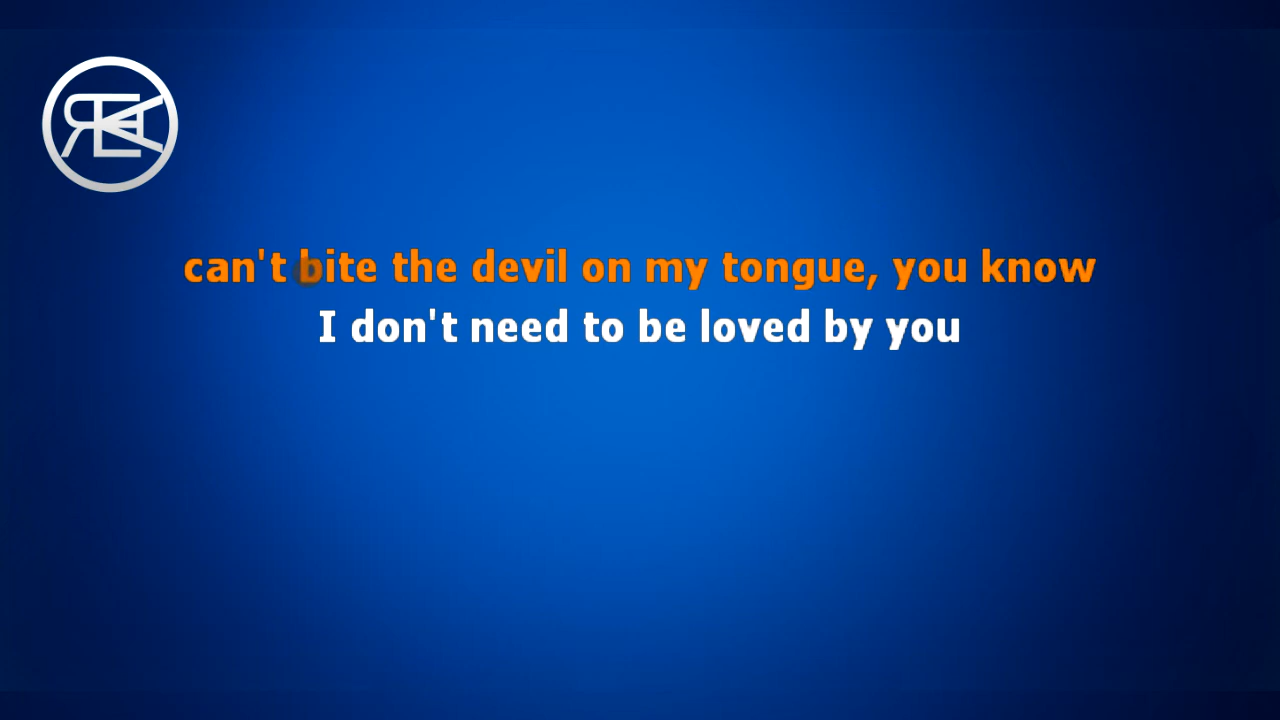 can't bite the devil on my tongue, you know
I don't need to be loved by you